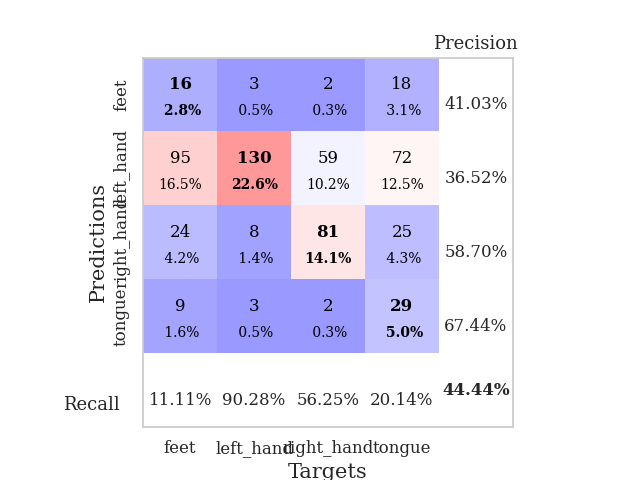 Precision
feet 16 3 2 18 41.03%
2.8% 0.5% 0.3% 3.1%
left_hand 95 130 59 72 36.52%
16.5% 22.6% 10.2% 12.5%
right_hand 24 8 81 25 58.70%
4.2% 1.4% 14.1% 4.3%
tongue 9 3 2 29 67.44%
1.6% 0.5% 0.3% 5.0%
Predictions
Recall 11.11% 90.28% 56.25% 20.14% 44.44%
feet left_hand right_hand tongue
Targets